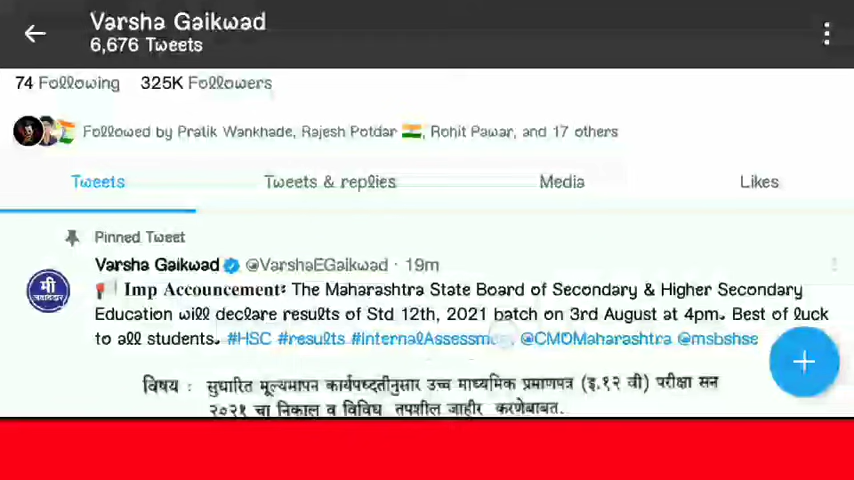 Varsha Gaikwad
6,676 Tweets
74 Following 325K Followers
Followed by Pratik Wankhade, Rajesh Potdar 🇮🇳, Rohit Pawar, and 17 others
Tweets Tweets & replies Media Likes
Pinned Tweet
Varsha Gaikwad @VarshaEGaikwad · 19m
Imp Accouncement: The Maharashtra State Board of Secondary & Higher Secondary
Education will declare results of Std 12th, 2021 batch on 3rd August at 4pm. Best of luck
to all students. #HSC #results #InternalAssessme... @CMOMaharashtra @msbshse
मी
जबाबदार
विषय : सुधारित मूल्यमापन कार्यपध्दतीनुसार उच्च माध्यमिक प्रमाणपत्र (इ.१२ वी) परीक्षा सन
२०२१ चा निकाल व विविध तपशील जाहीर करणेबाबत.